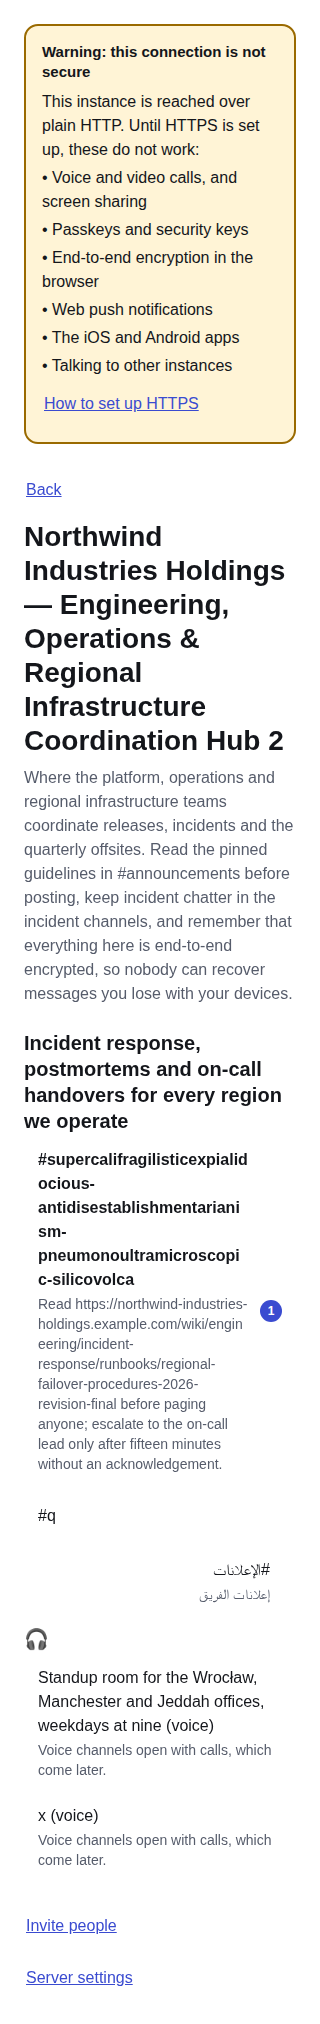 Warning: this connection is not
secure
This instance is reached over
plain HTTP. Until HTTPS is set
up, these do not work:
• Voice and video calls, and
screen sharing
• Passkeys and security keys
• End-to-end encryption in the
browser
• Web push notifications
• The iOS and Android apps
• Talking to other instances
How to set up HTTPS
Back
Northwind
Industries Holdings
— Engineering,
Operations &
Regional
Infrastructure
Coordination Hub 2
Where the platform, operations and
regional infrastructure teams
coordinate releases, incidents and the
quarterly offsites. Read the pinned
guidelines in #announcements before
posting, keep incident chatter in the
incident channels, and remember that
everything here is end-to-end
encrypted, so nobody can recover
messages you lose with your devices.
Incident response,
postmortems and on-call
handovers for every region
we operate
#supercalifragilisticexpialid
ocious-
antidisestablishmentariani
sm-
pneumonoultramicroscopi
c-silicovolca
Read https://northwind-industries-
holdings.example.com/wiki/engin
eering/incident-
response/runbooks/regional-
failover-procedures-2026-
revision-final before paging
anyone; escalate to the on-call
lead only after fifteen minutes
without an acknowledgement.
1
#q
#الإعلانات
إعلانات الفريق
🎧
Standup room for the Wrocław,
Manchester and Jeddah offices,
weekdays at nine (voice)
Voice channels open with calls, which
come later.
x (voice)
Voice channels open with calls, which
come later.
Invite people
Server settings